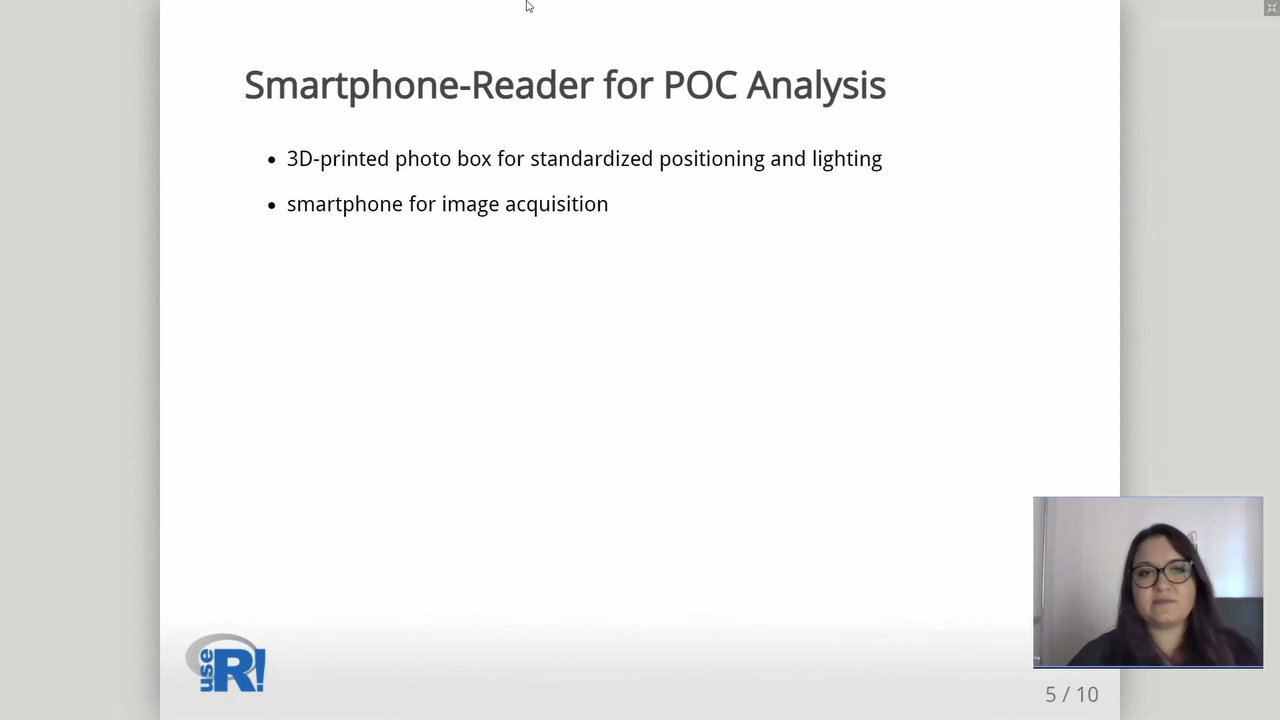 Smartphone-Reader for POC Analysis
• 3D-printed photo box for standardized positioning and lighting
• smartphone for image acquisition
use R!
5 / 10